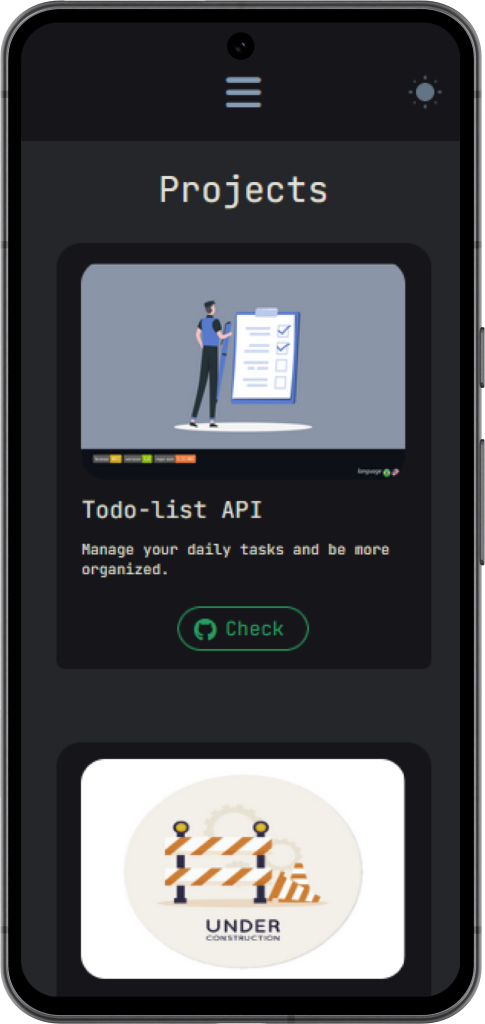 Projects
language
Todo-list API
Manage your daily tasks and be more
organized.
Check
UNDER
CONSTRUCTION